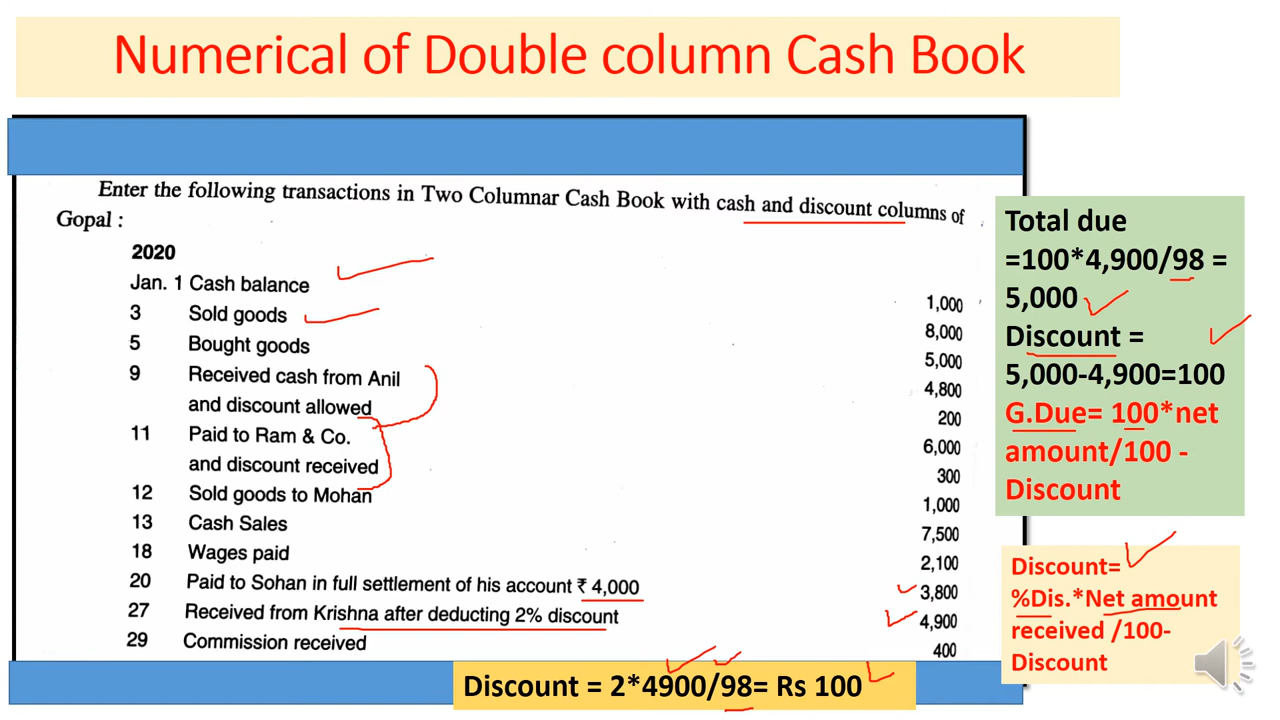 Numerical of Double column Cash Book
Enter the following transactions in Two Columnar Cash Book with cash and discount columns of
Gopal :
2020
Jan. 1 Cash balance 1,000
3 Sold goods 8,000
5 Bought goods 5,000
9 Received cash from Anil 4,800
and discount allowed 200
11 Paid to Ram & Co. 6,000
and discount received 300
12 Sold goods to Mohan 1,000
13 Cash Sales 7,500
18 Wages paid 2,100
20 Paid to Sohan in full settlement of his account ₹ 4,000 3,800
27 Received from Krishna after deducting 2% discount 4,900
29 Commission received 400
Discount = 2*4900/98= Rs 100
Total due
=100*4,900/98 =
5,000
Discount =
5,000-4,900=100
G.Due= 100*net
amount/100 -
Discount
Discount=
%Dis.*Net amount
received /100-
Discount